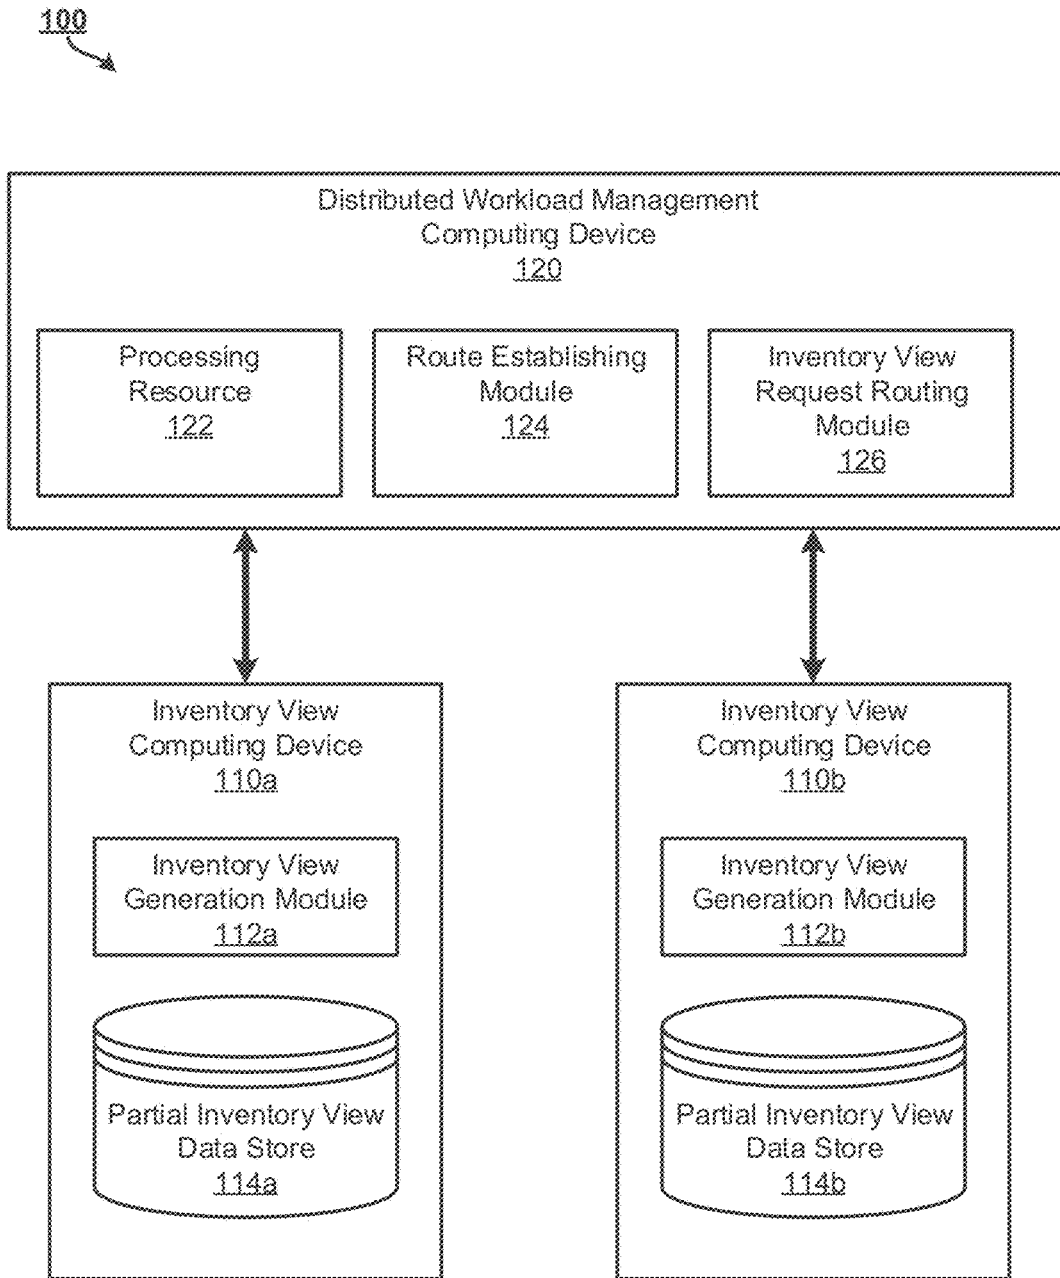 100
Distributed Workload Management
Computing Device
120
Processing
Resource
122
Route Establishing
Module
124
Inventory View
Request Routing
Module
126
Inventory View
Computing Device
110a
Inventory View
Generation Module
112a
Partial Inventory View
Data Store
114a
Inventory View
Computing Device
110b
Inventory View
Generation Module
112b
Partial Inventory View
Data Store
114b